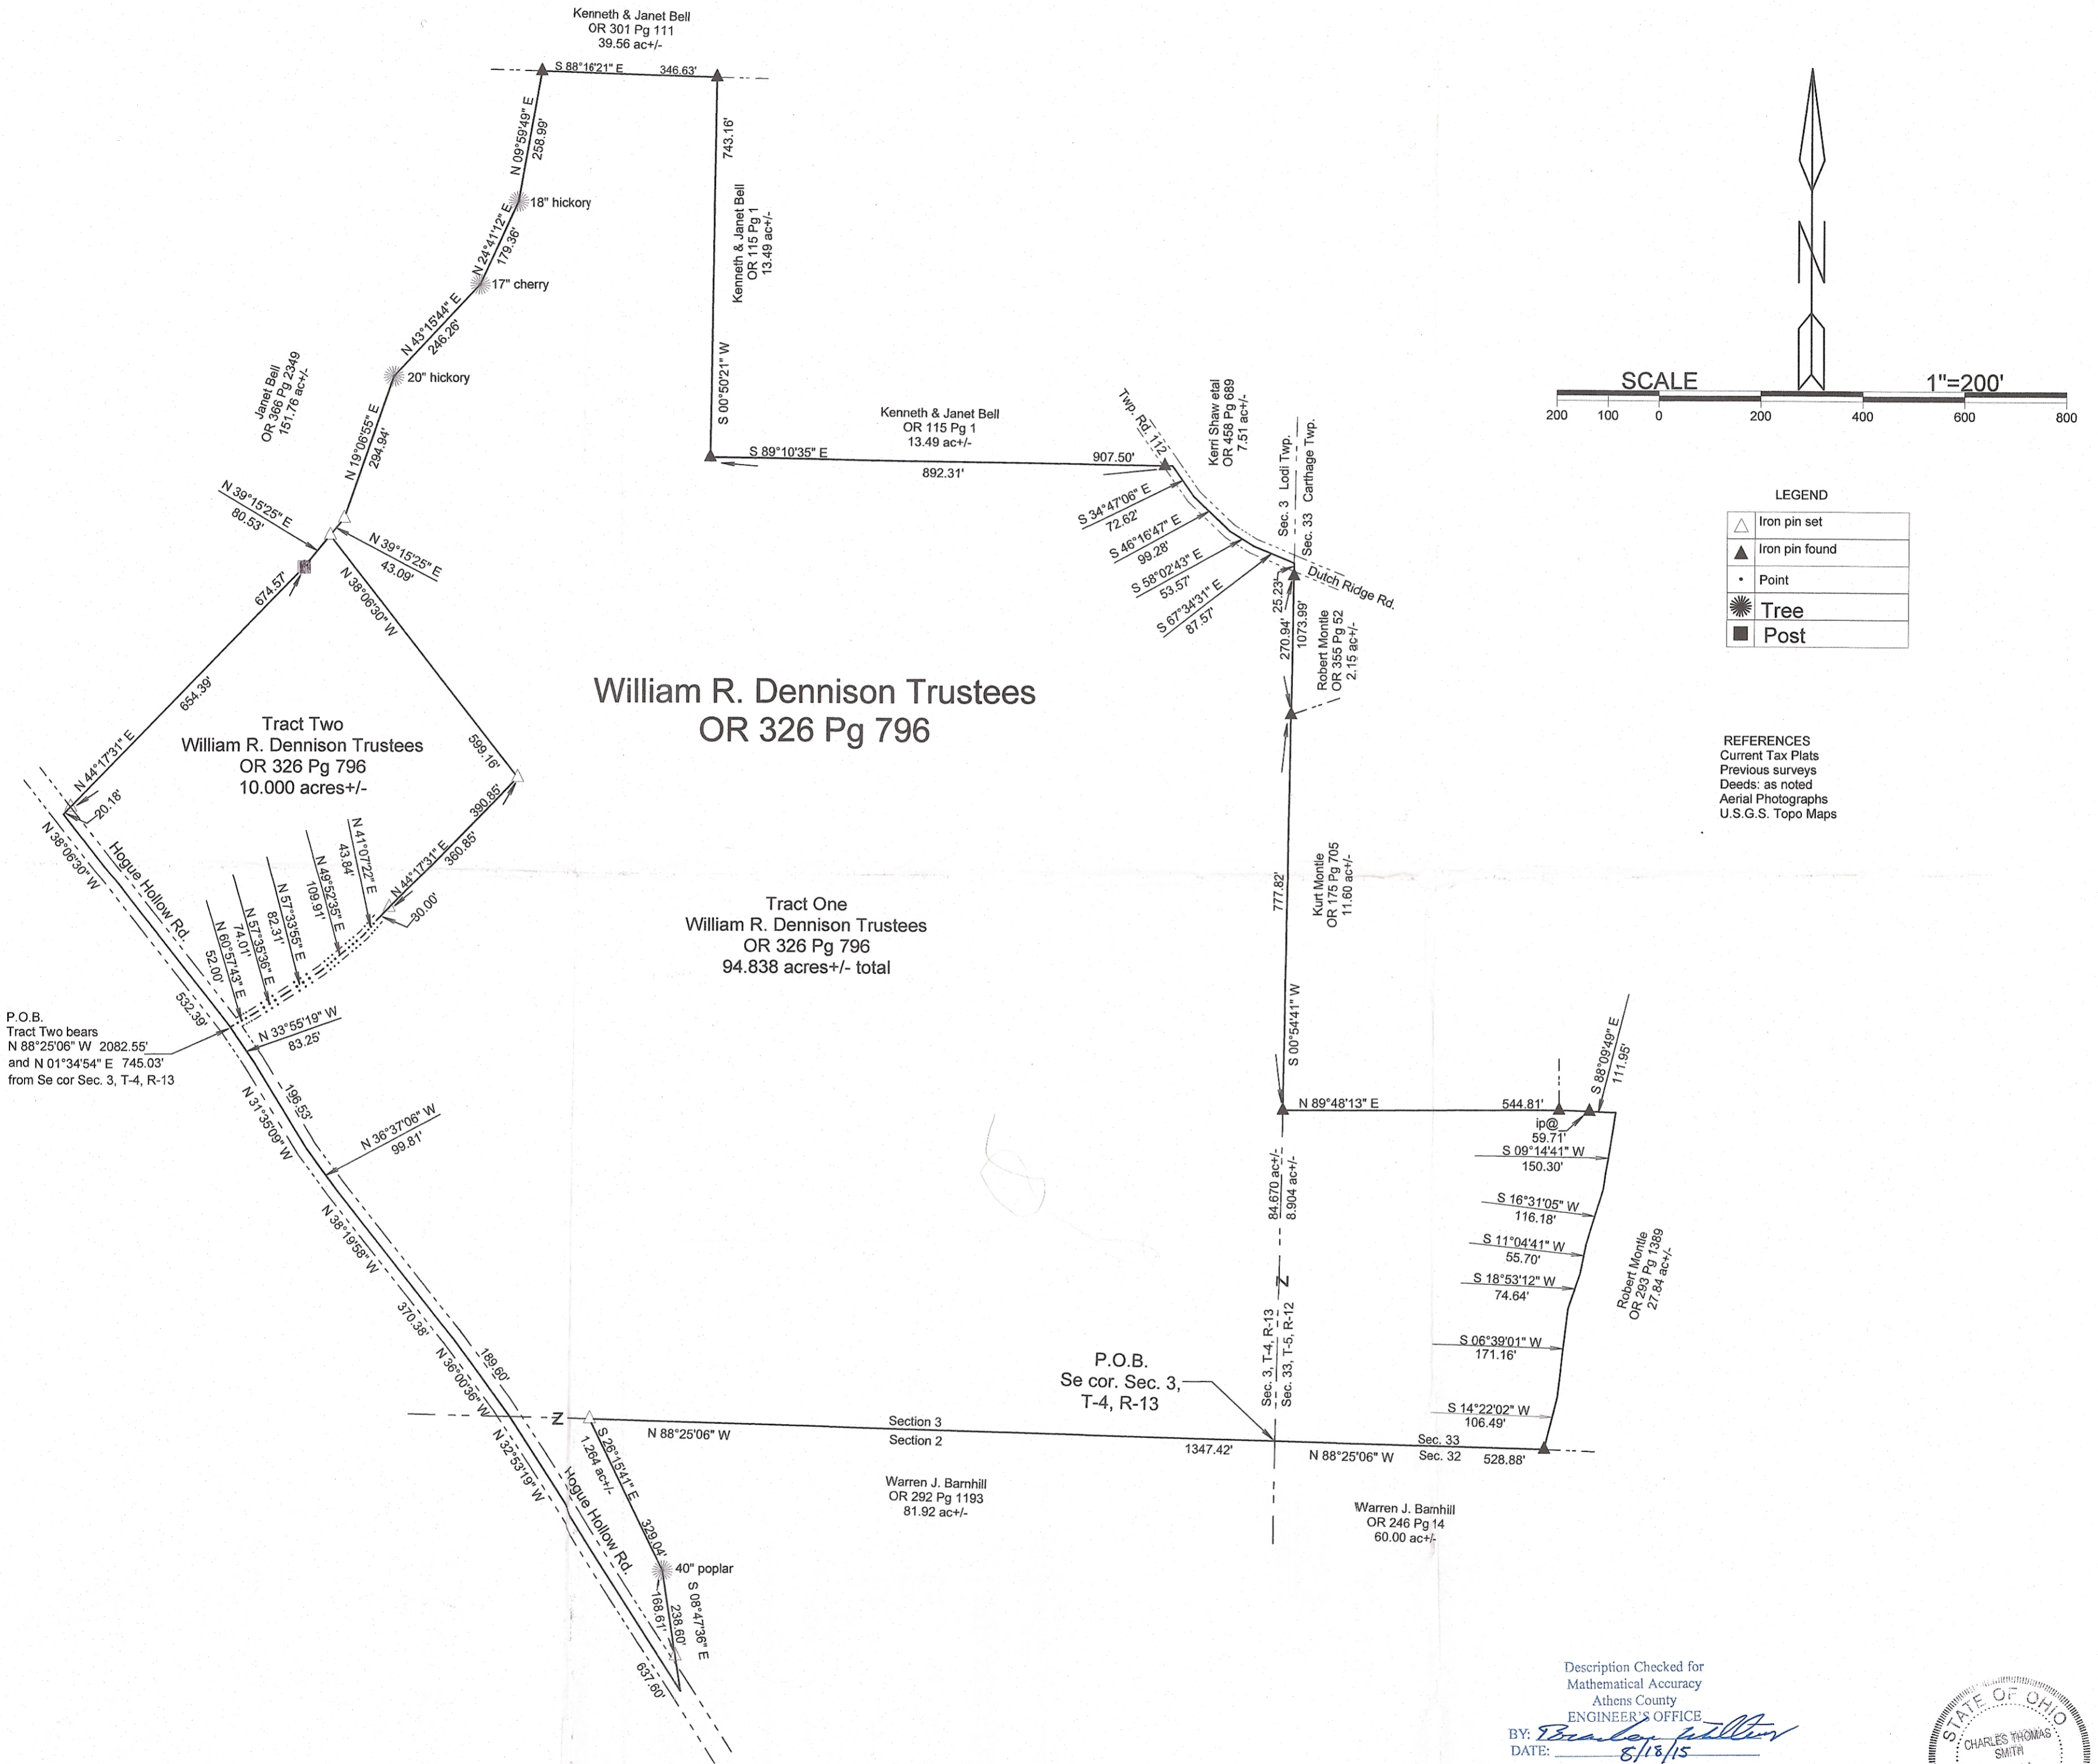 Kenneth & Janet Bell
OR 301 Pg 111
39.56 ac+/-
S 88°16'21" E
346.63'
N 09°59'49" E
258.99'
18" hickory
N 24°41'12" E
179.36'
17" cherry
N 43°15'44" E
246.26'
20" hickory
Janet Bell
OR 366 Pg 2349
151.76 ac+/-
N 19°06'55" E
294.94'
743.16'
Kenneth & Janet Bell
OR 115 Pg 1
13.49 ac+/-
S 00°50'21" W
Kenneth & Janet Bell
OR 115 Pg 1
13.49 ac+/-
S 89°10'35" E
907.50'
892.31'
Twp. Rd. 112
Kerri Shaw etal
OR 458 Pg 689
7.51 ac+/-
Sec. 3 Lodi Twp.
Sec. 33 Carthage Twp.
S 34°47'06" E
72.62'
S 46°16'47" E
99.28'
S 58°02'43" E
53.57'
S 67°34'31" E
87.57'
Dutch Ridge Rd.
25.23'
270.94'
1073.99'
Robert Montle
OR 355 Pg 52
2.15 ac+/-
N
SCALE
1"=200'
200 100 0 200 400 600 800
LEGEND
Iron pin set
Iron pin found
Point
Tree
Post
REFERENCES
Current Tax Plats
Previous surveys
Deeds: as noted
Aerial Photographs
U.S.G.S. Topo Maps
N 39°15'25" E
80.53'
N 39°15'25" E
43.09'
674.57'
N 38°06'30" W
654.39'
N 44°17'31" E
599.16'
20.18'
William R. Dennison Trustees
OR 326 Pg 796
Tract Two
William R. Dennison Trustees
OR 326 Pg 796
10.000 acres+/-
390.85'
N 44°17'31" E
360.85'
30.00'
N 41°07'22" E
43.84'
N 49°52'35" E
109.91'
N 57°33'55" E
82.31'
N 57°35'36" E
74.01'
N 60°57'43" E
52.00'
N 38°06'30" W
Hogue Hollow Rd.
532.39'
Tract One
William R. Dennison Trustees
OR 326 Pg 796
94.838 acres+/- total
777.82'
Kurt Montle
OR 175 Pg 705
11.60 ac+/-
S 00°54'41" W
P.O.B.
Tract Two bears
N 88°25'06" W 2082.55'
and N 01°34'54" E 745.03'
from Se cor Sec. 3, T-4, R-13
N 33°55'19" W
83.25'
196.53'
N 31°35'09" W
N 36°37'06" W
99.81'
N 38°19'58" W
370.38'
N 36°00'36" W
189.60'
N 89°48'13" E
544.81'
S 88°09'49" E
111.95'
ip@
59.71'
S 09°14'41" W
150.30'
S 16°31'05" W
116.18'
S 11°04'41" W
55.70'
S 18°53'12" W
74.64'
S 06°39'01" W
171.16'
S 14°22'02" W
106.49'
Robert Montle
OR 293 Pg 1389
27.84 ac+/-
84.670 ac+/-
8.904 ac+/-
Z
Sec. 3, T-4, R-13
Sec. 33, T-5, R-12
P.O.B.
Se cor. Sec. 3,
T-4, R-13
Z
N 88°25'06" W
Section 3
Section 2
1347.42'
N 88°25'06" W
Sec. 33
Sec. 32
528.88'
Warren J. Barnhill
OR 292 Pg 1193
81.92 ac+/-
Warren J. Barnhill
OR 246 Pg 14
60.00 ac+/-
N 32°53'19" W
S 26°15'41" E
1.264 ac+/-
Hogue Hollow Rd.
329.04'
40" poplar
S 08°47'36" E
168.61'
238.60'
637.60'
Description Checked for
Mathematical Accuracy
Athens County
ENGINEER'S OFFICE
BY:
DATE: 8/18/15
STATE OF OHIO
CHARLES THOMAS
SMITH